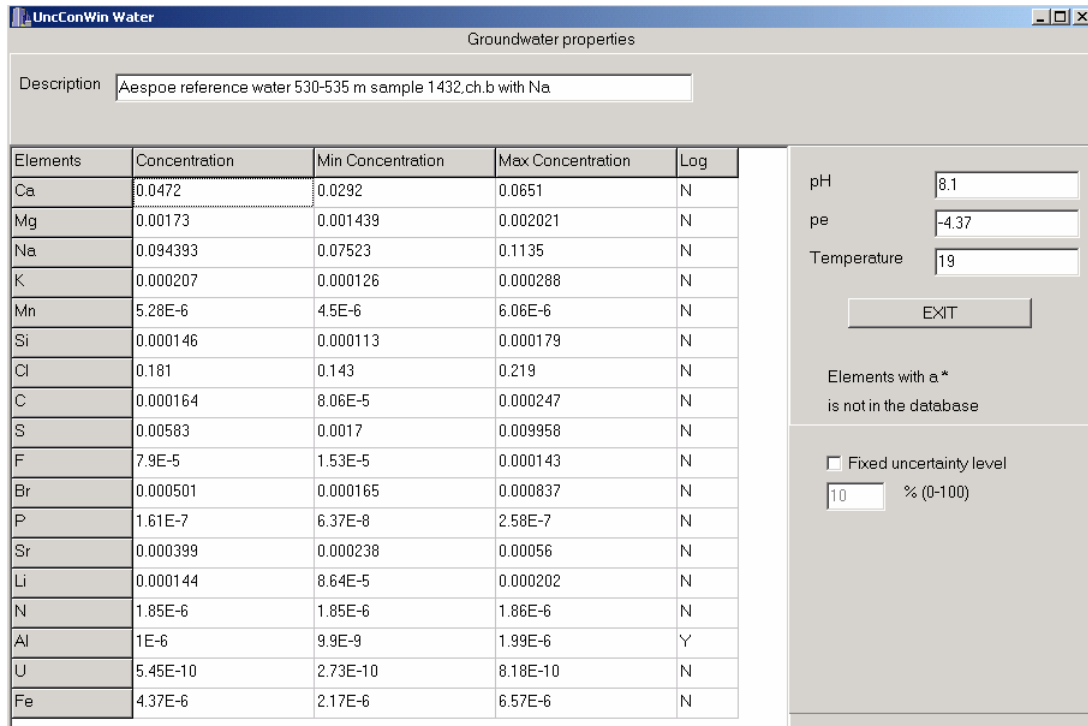 UncConWin Water
Groundwater properties
Description Aespoe reference water 530-535 m sample 1432,ch.b with Na
Elements Concentration Min Concentration Max Concentration Log
Ca 0.0472 0.0292 0.0651 N
Mg 0.00173 0.001439 0.002021 N
Na 0.094393 0.07523 0.1135 N
K 0.000207 0.000126 0.000288 N
Mn 5.28E-6 4.5E-6 6.06E-6 N
Si 0.000146 0.000113 0.000179 N
Cl 0.181 0.143 0.219 N
C 0.000164 8.06E-5 0.000247 N
S 0.00583 0.0017 0.009958 N
F 7.9E-5 1.53E-5 0.000143 N
Br 0.000501 0.000165 0.000837 N
P 1.61E-7 6.37E-8 2.58E-7 N
Sr 0.000399 0.000238 0.00056 N
Li 0.000144 8.64E-5 0.000202 N
N 1.85E-6 1.85E-6 1.86E-6 N
Al 1E-6 9.9E-9 1.99E-6 Y
U 5.45E-10 2.73E-10 8.18E-10 N
Fe 4.37E-6 2.17E-6 6.57E-6 N
pH 8.1
pe -4.37
Temperature 19
EXIT
Elements with a *
is not in the database
Fixed uncertainty level
10 % (0-100)